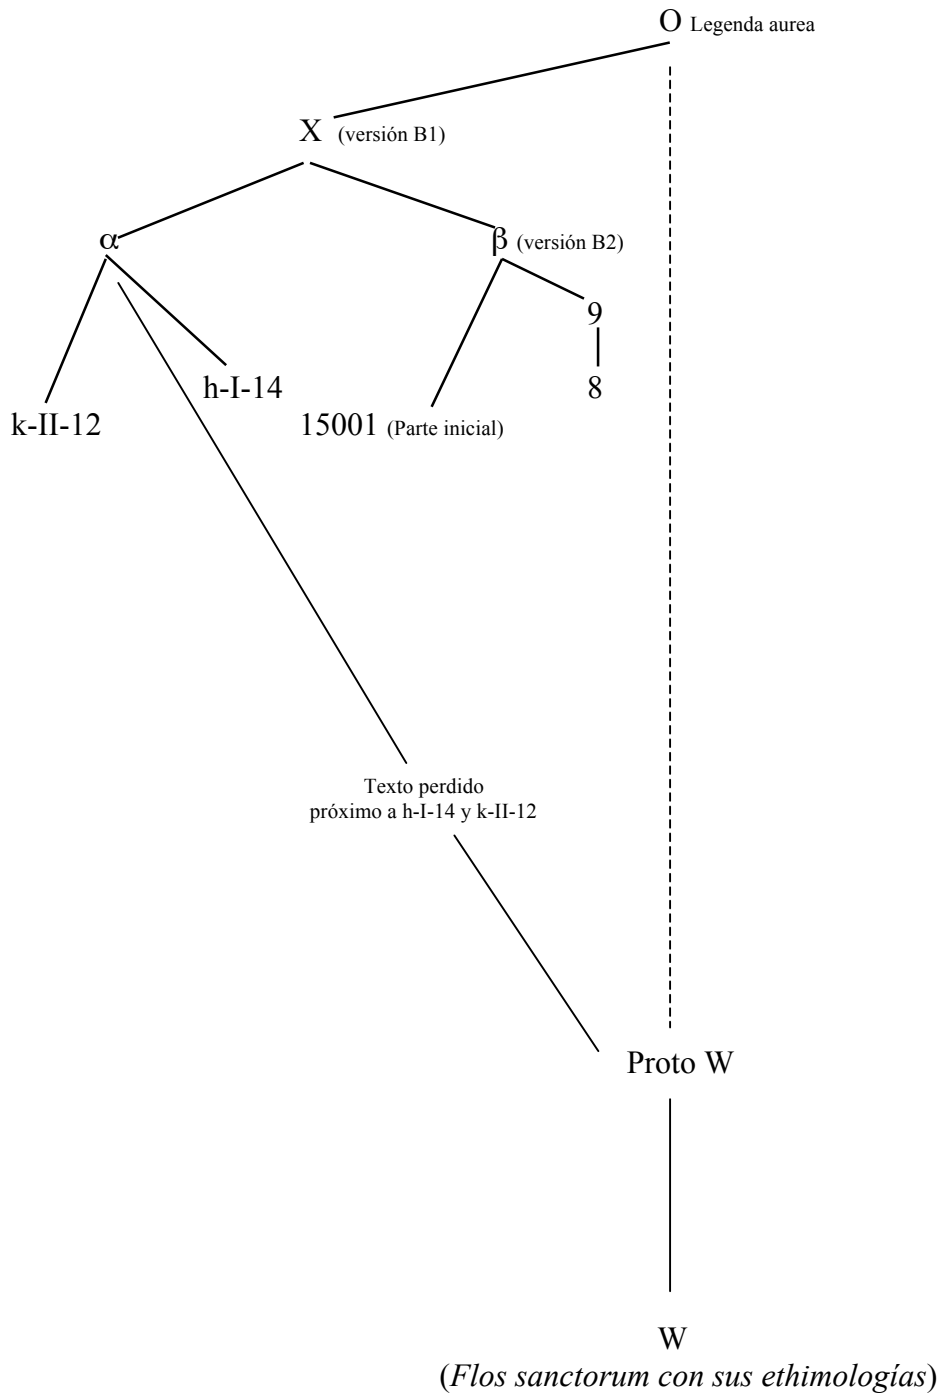 O Legenda aurea
X (versión B1)
α
β (versión B2)
9
h-I-14
8
k-II-12
15001 (Parte inicial)
Texto perdido
próximo a h-I-14 y k-II-12
Proto W
W
(Flos sanctorum con sus ethimologías)